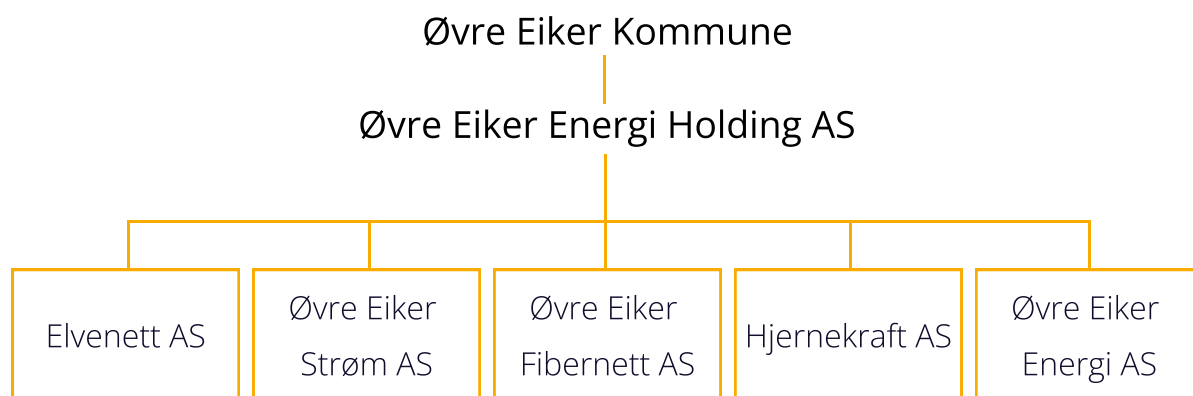 Øvre Eiker Kommune
Øvre Eiker Energi Holding AS
Elvenett AS
Øvre Eiker
Strøm AS
Øvre Eiker
Fibernett AS
Hjernekraft AS
Øvre Eiker
Energi AS